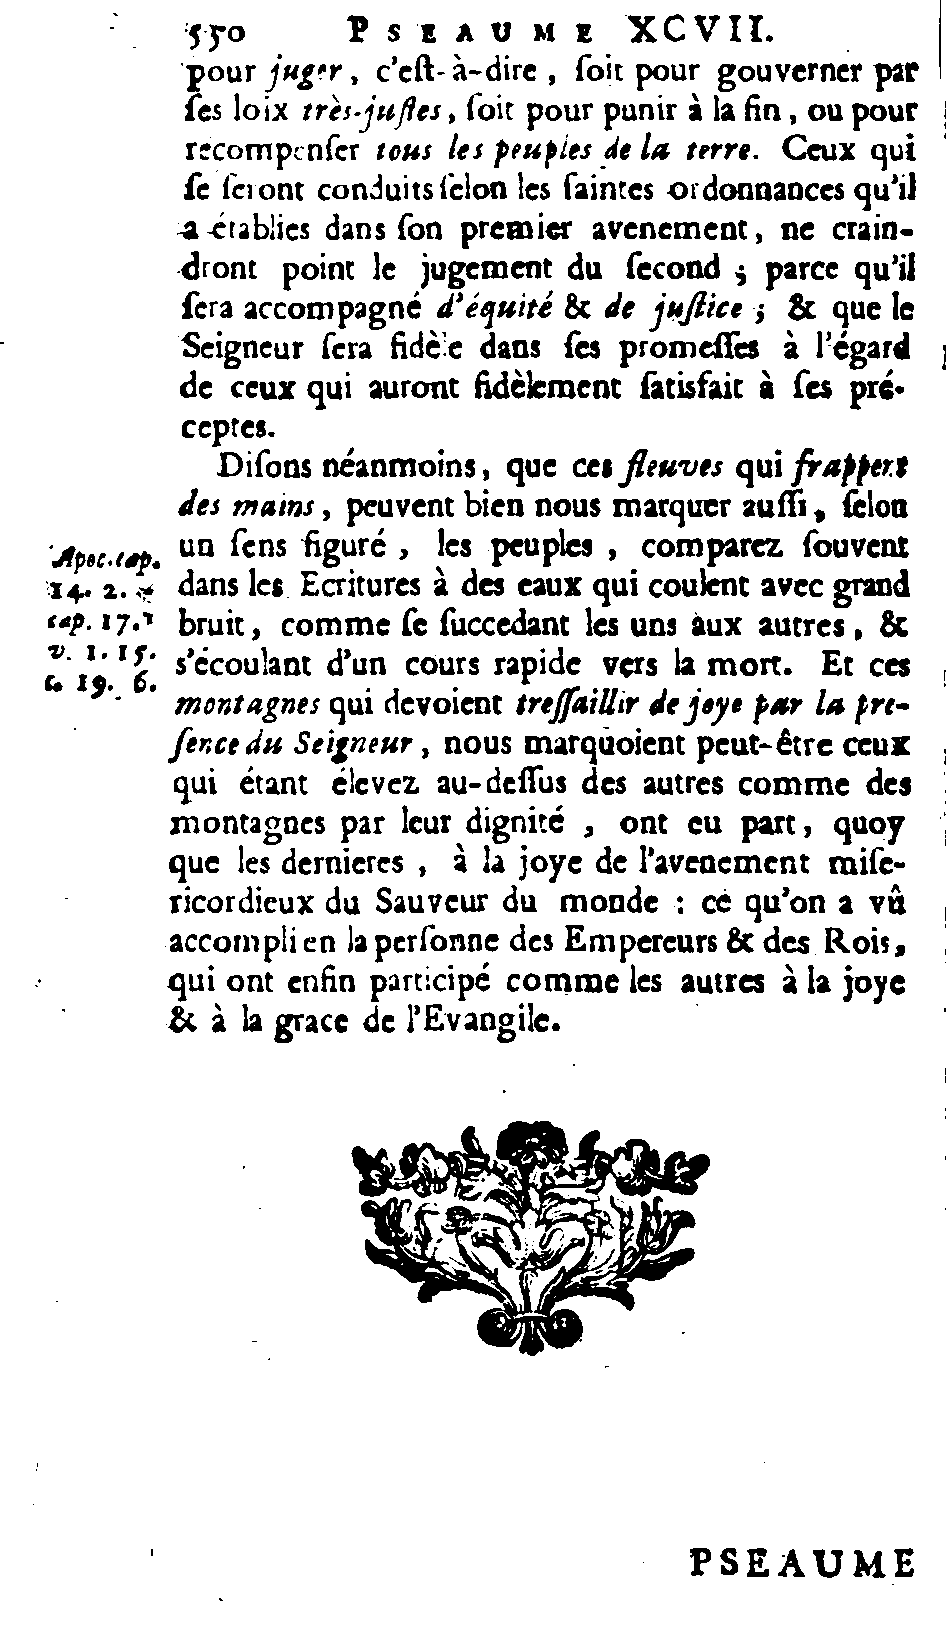 550 PSEAUME XCVII.
pour juger, c'eſt-à-dire, ſoit pour gouverner par
ſes loix très-juſtes, ſoit pour punir à la fin, ou pour
recompenſer tous les peuples de la terre. Ceux qui
ſe ſeront conduits ſelon les ſaintes ordonnances qu'il
a établies dans ſon premier avenement, ne crain-
dront point le jugement du ſecond ; parce qu'il
ſera accompagné d'équité & de juſtice ; & que le
Seigneur ſera fidèle dans ſes promeſſes à l'égard
de ceux qui auront fidèlement ſatisfait à ſes pré-
ceptes.
Diſons néanmoins, que ces fleuves qui frappent
des mains, peuvent bien nous marquer auſſi, ſelon
un ſens figuré, les peuples, comparez ſouvent
dans les Ecritures à des eaux qui coulent avec grand
bruit, comme ſe ſuccedant les uns aux autres, &
s'écoulant d'un cours rapide vers la mort. Et ces
montagnes qui devoient treſſaillir de joye par la pre-
ſence du Seigneur, nous marquoient peut-être ceux
qui étant élevez au-deſſus des autres comme des
montagnes par leur dignité, ont eu part, quoy
que les dernieres, à la joye de l'avenement miſe-
ricordieux du Sauveur du monde : ce qu'on a vû
accompli en la perſonne des Empereurs & des Rois,
qui ont enfin participé comme les autres à la joye
& à la grace de l'Evangile.
Apoc. cap.
14. 2.
cap. 17.
v. 1. 15.
c. 19. 6.
PSEAUME